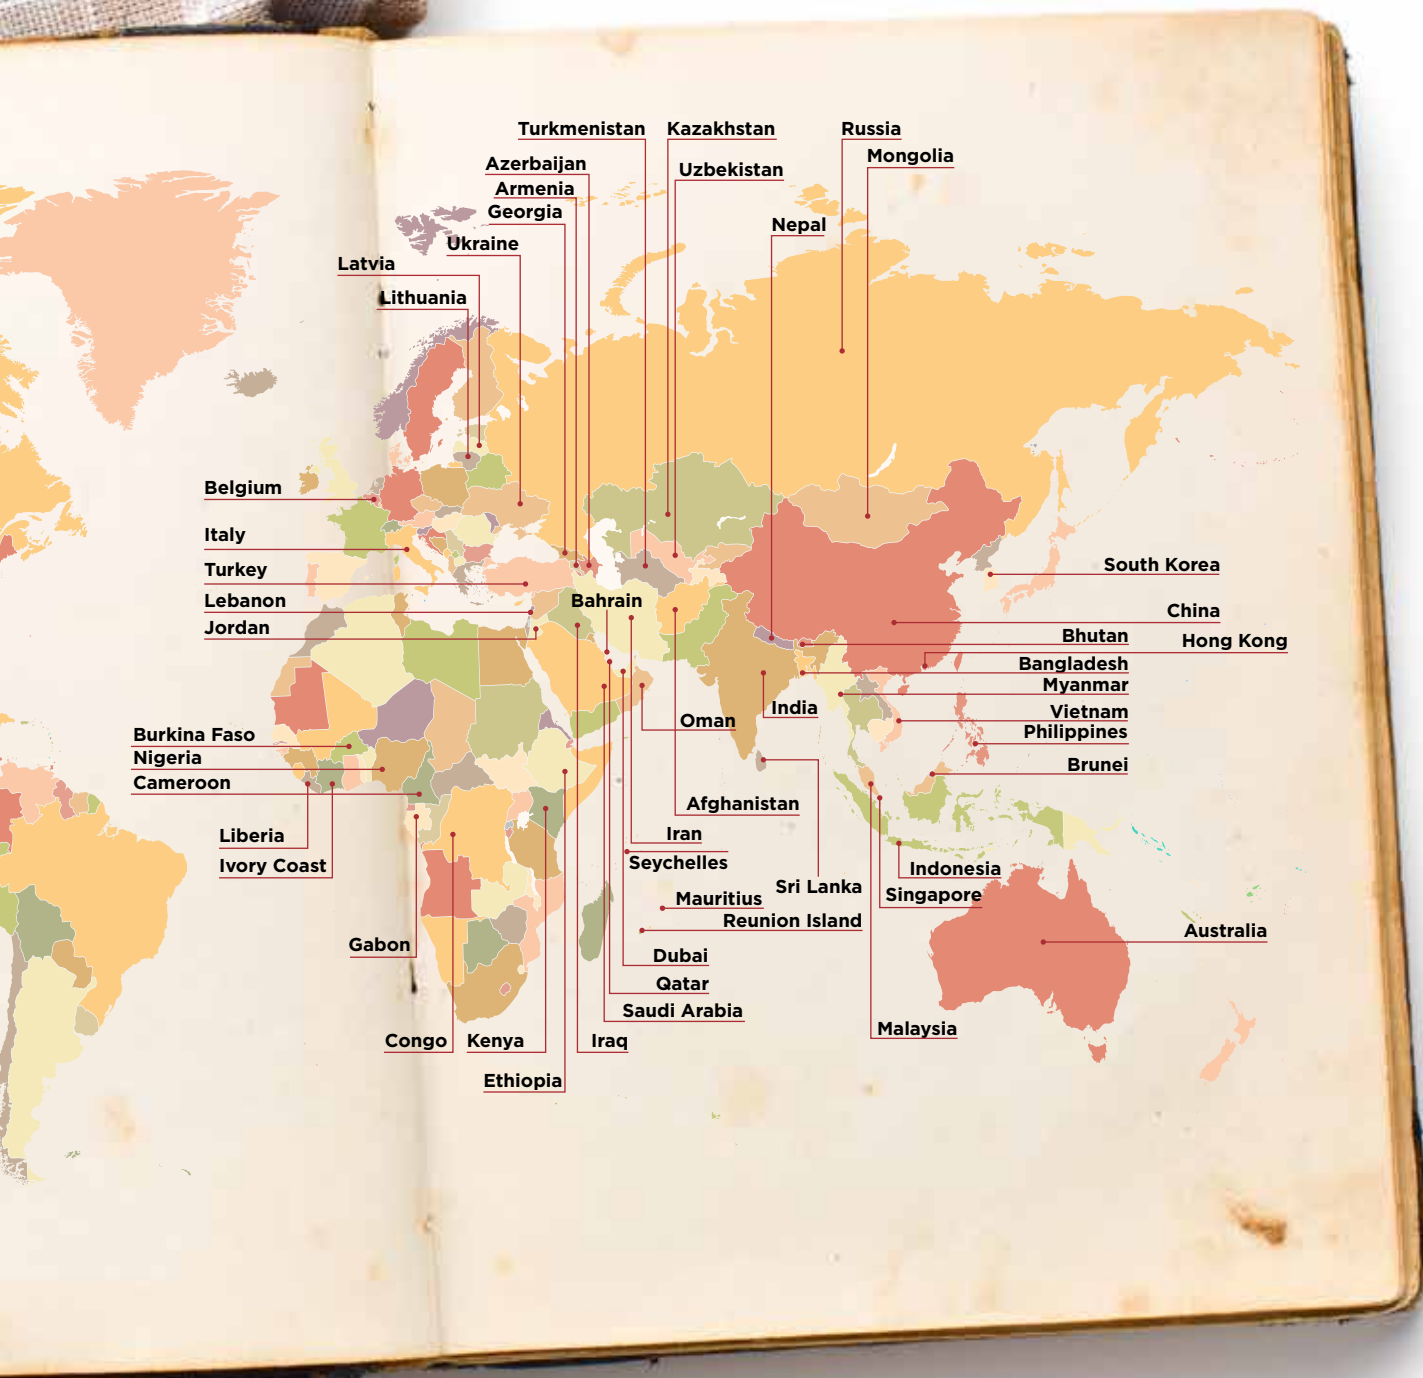 Turkmenistan
Kazakhstan
Russia
Mongolia
Azerbaijan
Uzbekistan
Armenia
Georgia
Nepal
Ukraine
Latvia
Lithuania
Belgium
Italy
Turkey
Lebanon
Jordan
Bahrain
South Korea
China
Bhutan
Hong Kong
Bangladesh
Myanmar
Vietnam
Philippines
Brunei
India
Oman
Burkina Faso
Nigeria
Cameroon
Liberia
Ivory Coast
Afghanistan
Iran
Seychelles
Sri Lanka
Indonesia
Singapore
Mauritius
Reunion Island
Australia
Gabon
Dubai
Qatar
Saudi Arabia
Malaysia
Congo
Kenya
Iraq
Ethiopia